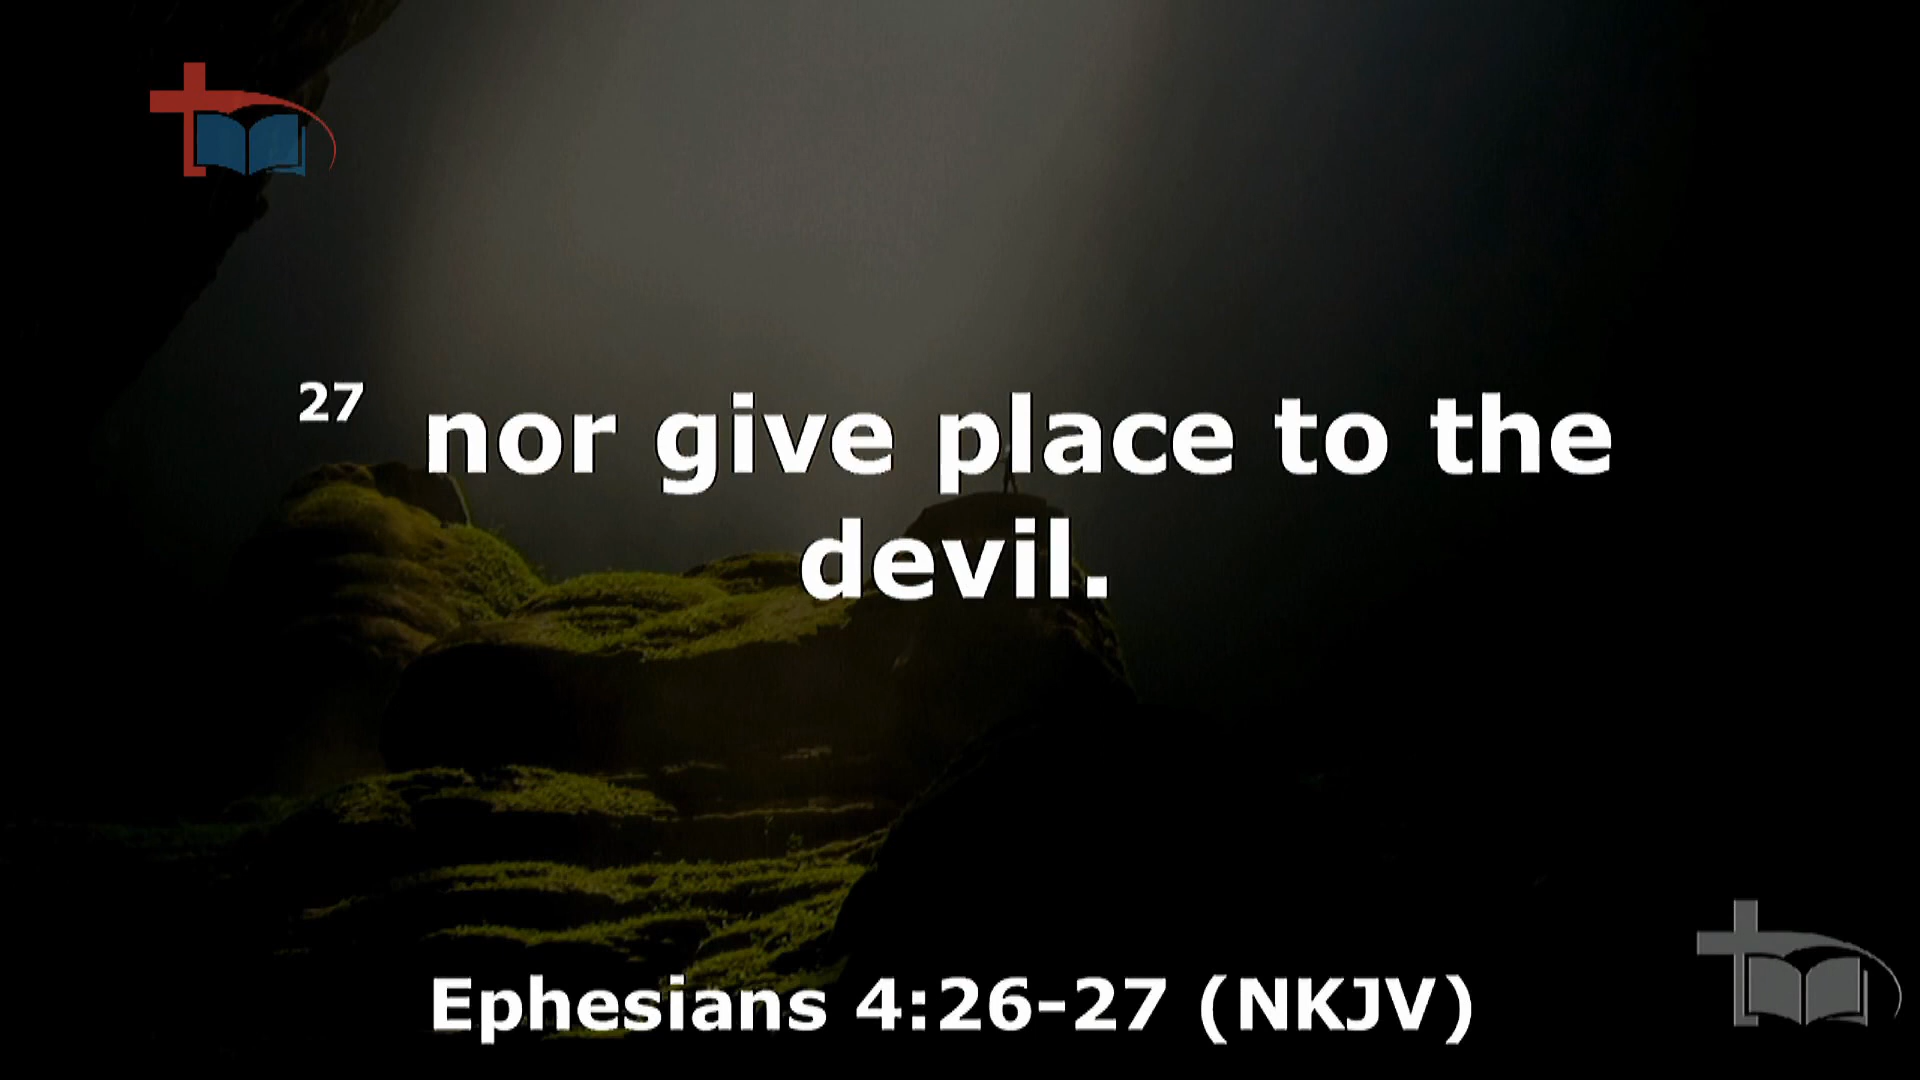 27 nor give place to the
devil.
Ephesians 4:26-27 (NKJV)